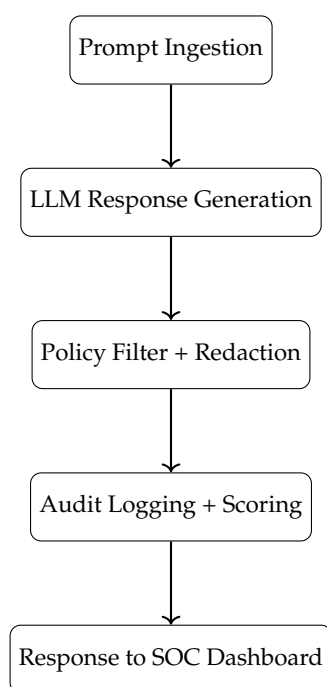 Prompt Ingestion
LLM Response Generation
Policy Filter + Redaction
Audit Logging + Scoring
Response to SOC Dashboard